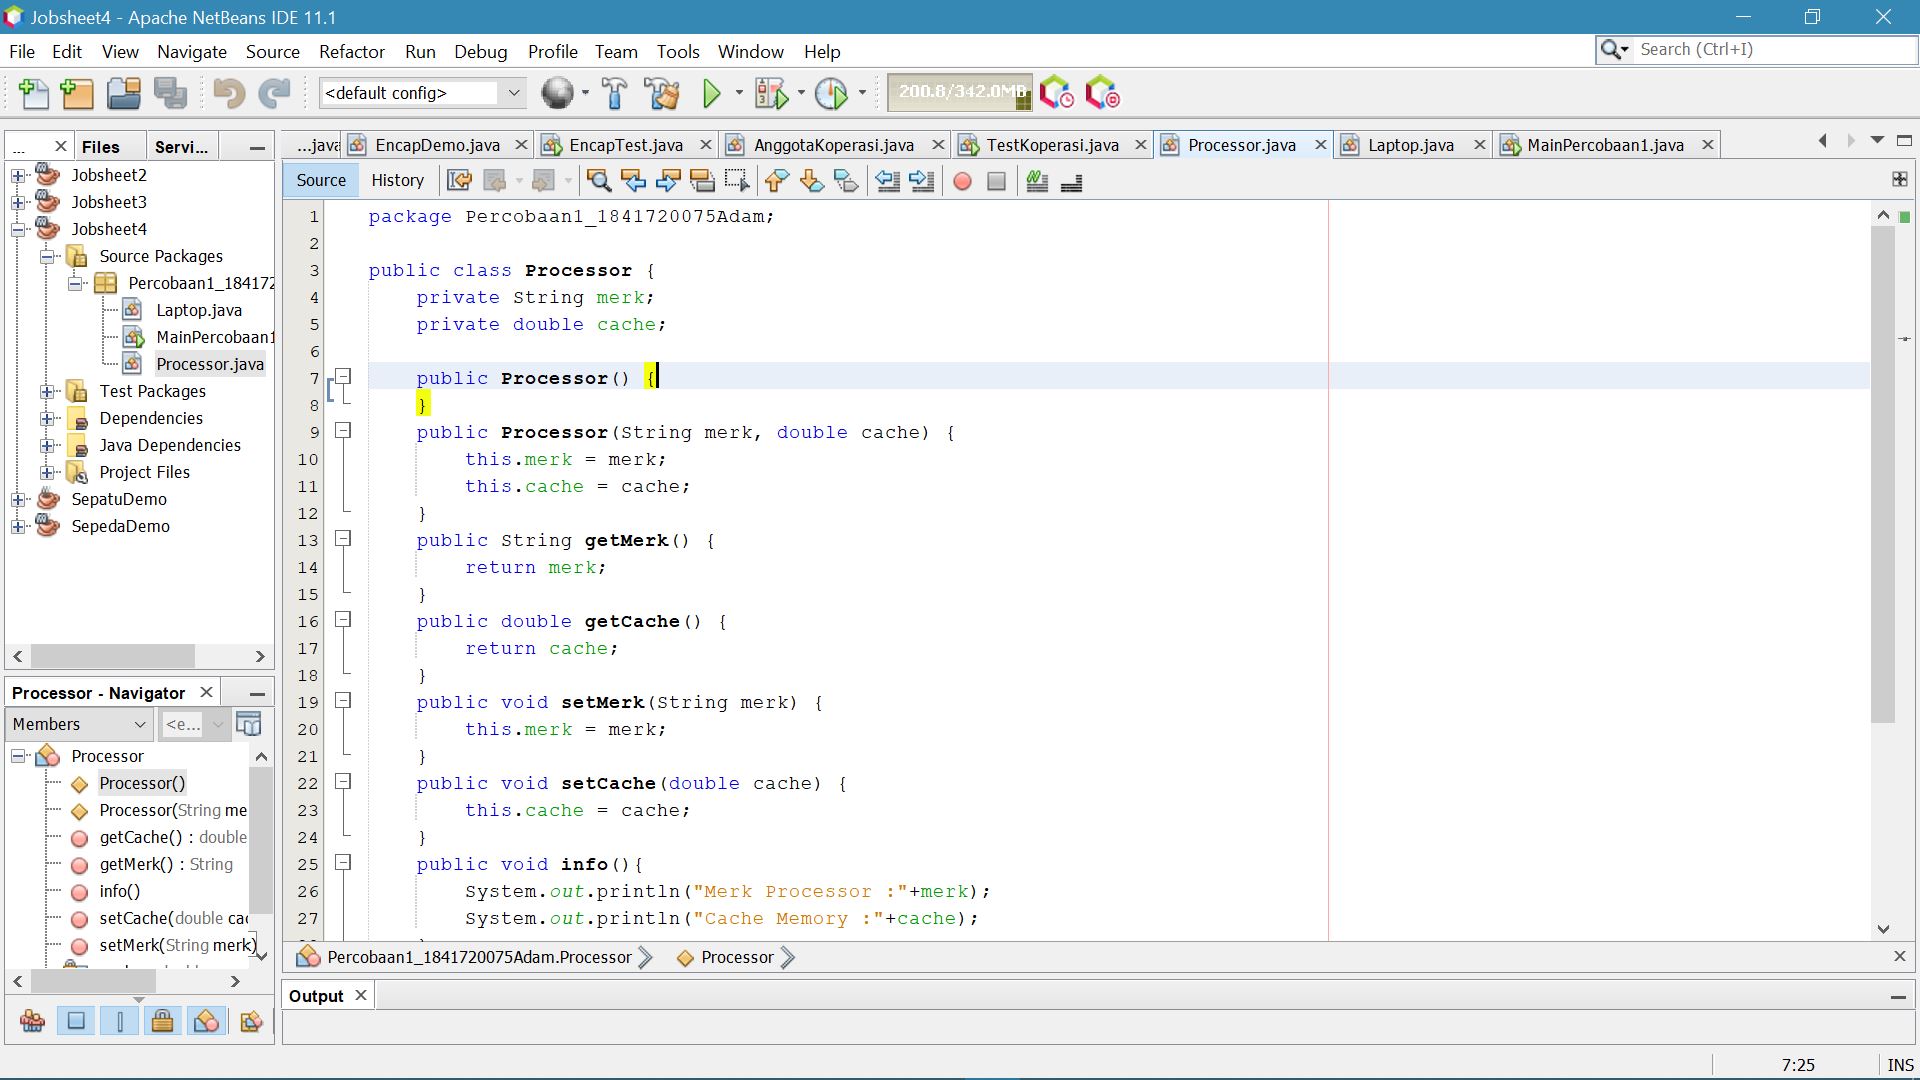 Jobsheet4 - Apache NetBeans IDE 11.1
File Edit View Navigate Source Refactor Run Debug Profile Team Tools Window Help
Search (Ctrl+I)
<default config>
200.8/342.0MB
... Files Servi...
...java EncapDemo.java EncapTest.java AnggotaKoperasi.java TestKoperasi.java Processor.java Laptop.java MainPercobaan1.java
Source History
Jobsheet2
Jobsheet3
Jobsheet4
Source Packages
Percobaan1_184172
Laptop.java
MainPercobaan1
Processor.java
Test Packages
Dependencies
Java Dependencies
Project Files
SepatuDemo
SepedaDemo
Processor - Navigator
Members <e...
Processor
Processor()
Processor(String me
getCache() : double
getMerk() : String
info()
setCache(double cac
setMerk(String merk)
1 package Percobaan1_1841720075Adam;
2
3 public class Processor {
4 private String merk;
5 private double cache;
6
7 public Processor() {
8 }
9 public Processor(String merk, double cache) {
10 this.merk = merk;
11 this.cache = cache;
12 }
13 public String getMerk() {
14 return merk;
15 }
16 public double getCache() {
17 return cache;
18 }
19 public void setMerk(String merk) {
20 this.merk = merk;
21 }
22 public void setCache(double cache) {
23 this.cache = cache;
24 }
25 public void info(){
26 System.out.println("Merk Processor :"+merk);
27 System.out.println("Cache Memory :"+cache);
Percobaan1_1841720075Adam.Processor Processor
Output
7:25 INS